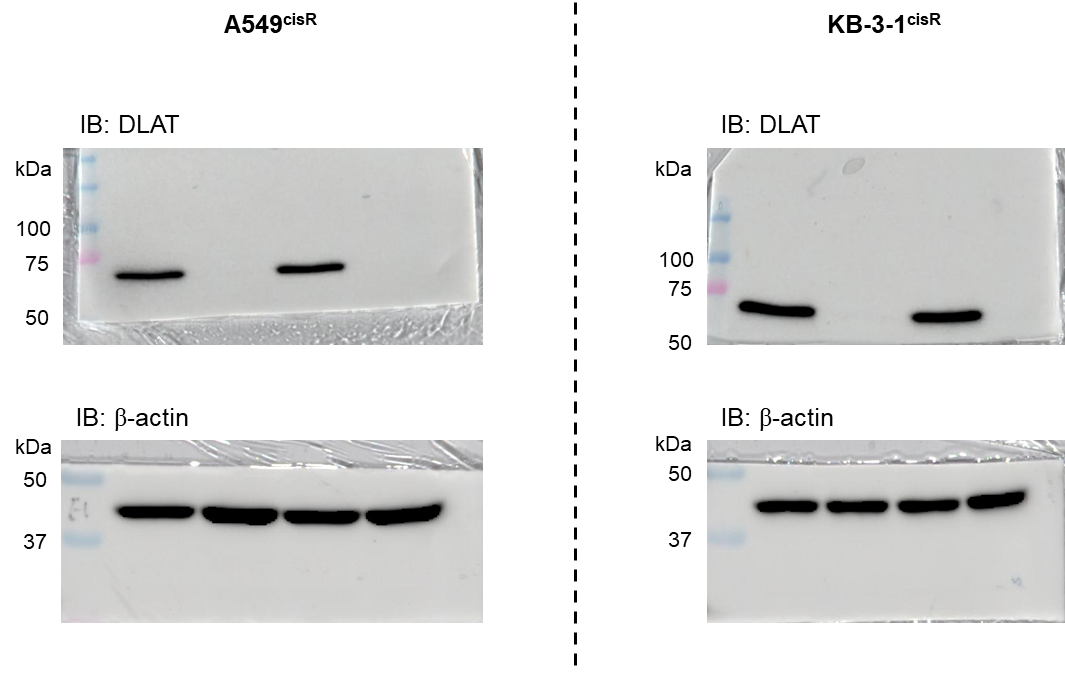 A549cisR
KB-3-1cisR
IB: DLAT
kDa
100
75
50
IB: DLAT
kDa
100
75
50
IB: β-actin
kDa
50
37
IB: β-actin
kDa
50
37